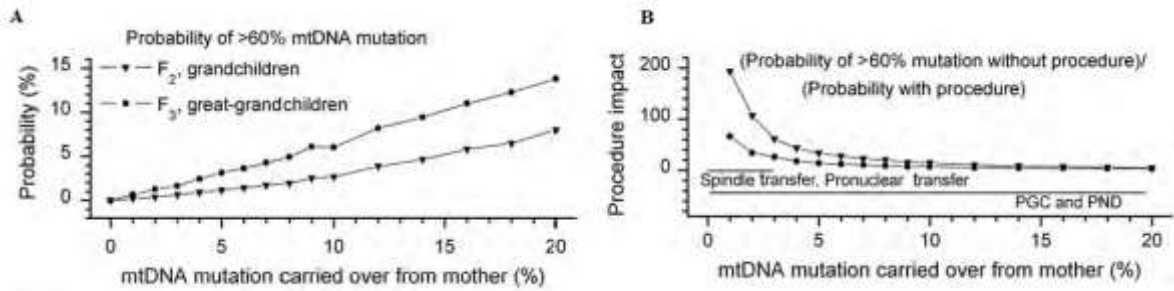 A
Probability of >60% mtDNA mutation
F2, grandchildren
F3, great-grandchildren
Probability (%)
15
10
5
0
0 5 10 15 20
mtDNA mutation carried over from mother (%)
B
(Probability of >60% mutation without procedure)/
(Probability with procedure)
Procedure impact
200
100
0
Spindle transfer, Pronuclear transfer
PGC and PND
0 5 10 15 20
mtDNA mutation carried over from mother (%)